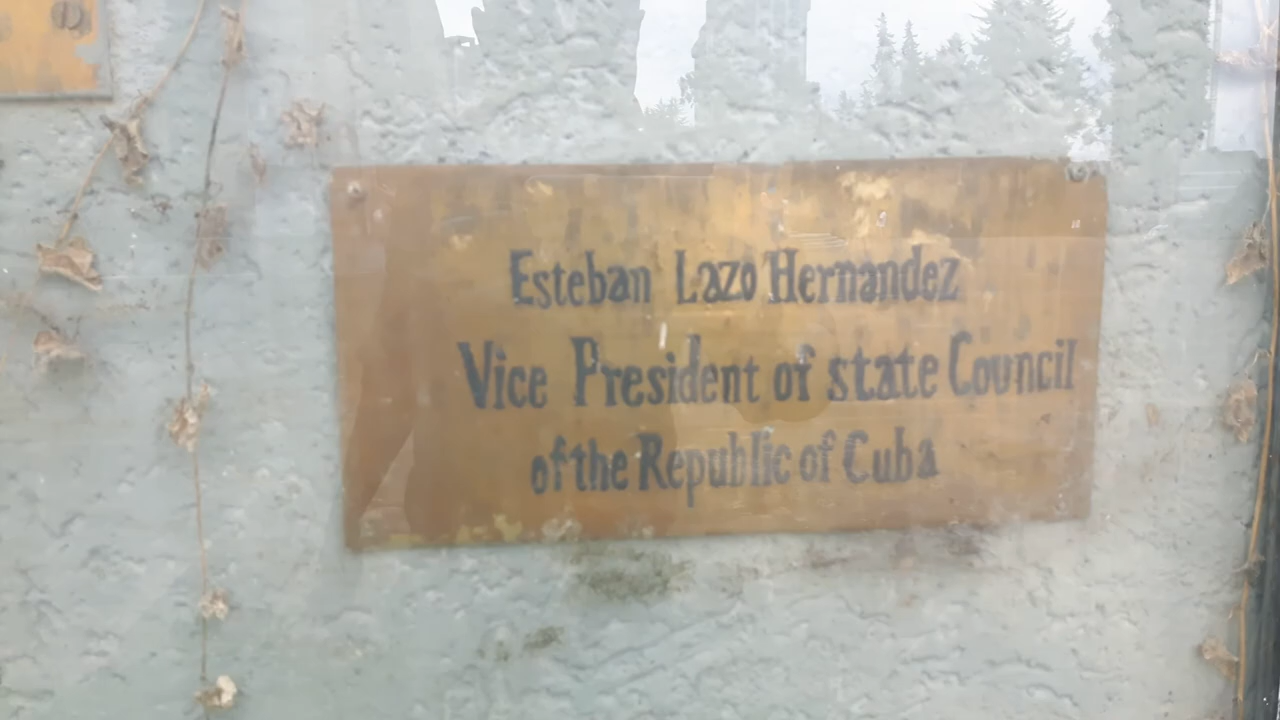 Esteban Lazo Hernandez
Vice President of state Council
of the Republic of Cuba